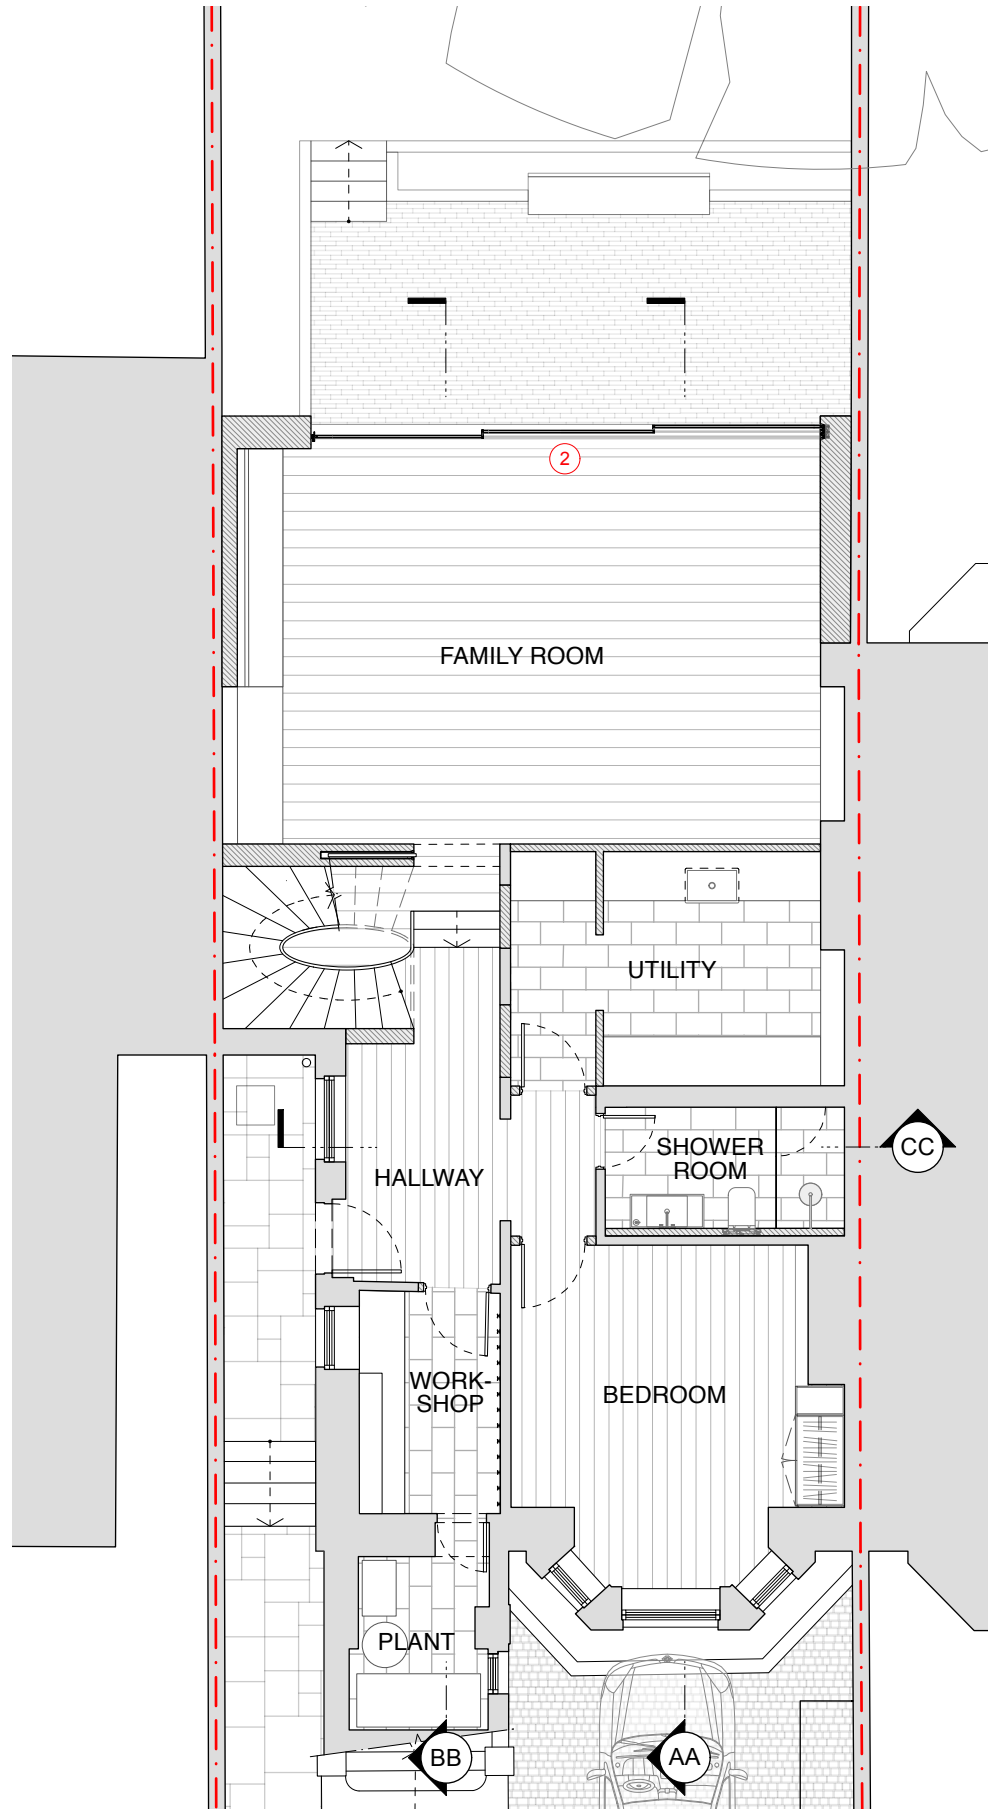 2
FAMILY ROOM
UTILITY
SHOWER
ROOM
CC
HALLWAY
WORK-
SHOP
BEDROOM
PLANT
BB
AA